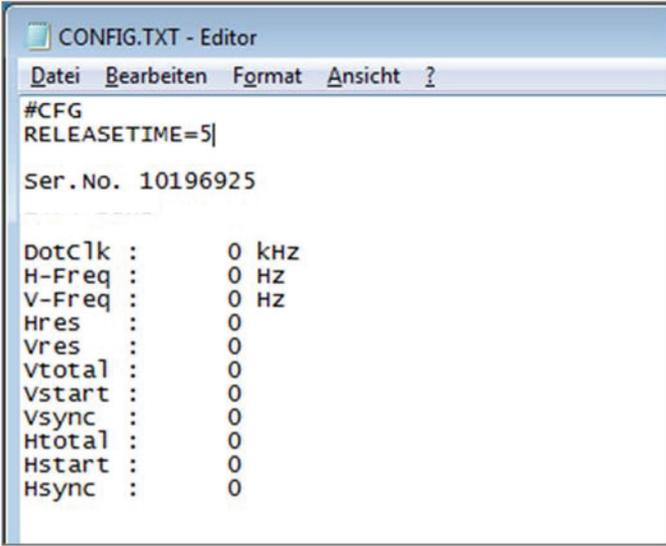 CONFIG.TXT - Editor
Datei Bearbeiten Format Ansicht ?
#CFG
RELEASETIME=5
Ser.No. 10196925
DotClk : 0 kHz
H-Freq : 0 Hz
V-Freq : 0 Hz
Hres : 0
Vres : 0
Vtotal : 0
Vstart : 0
Vsync : 0
Htotal : 0
Hstart : 0
Hsync : 0